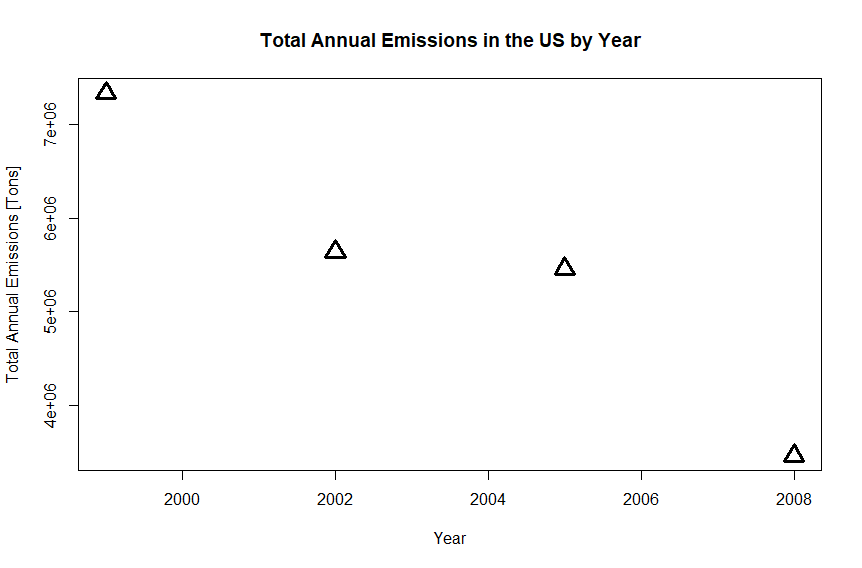 Total Annual Emissions in the US by Year
Total Annual Emissions [Tons]
7e+06
6e+06
5e+06
4e+06
2000 2002 2004 2006 2008
Year